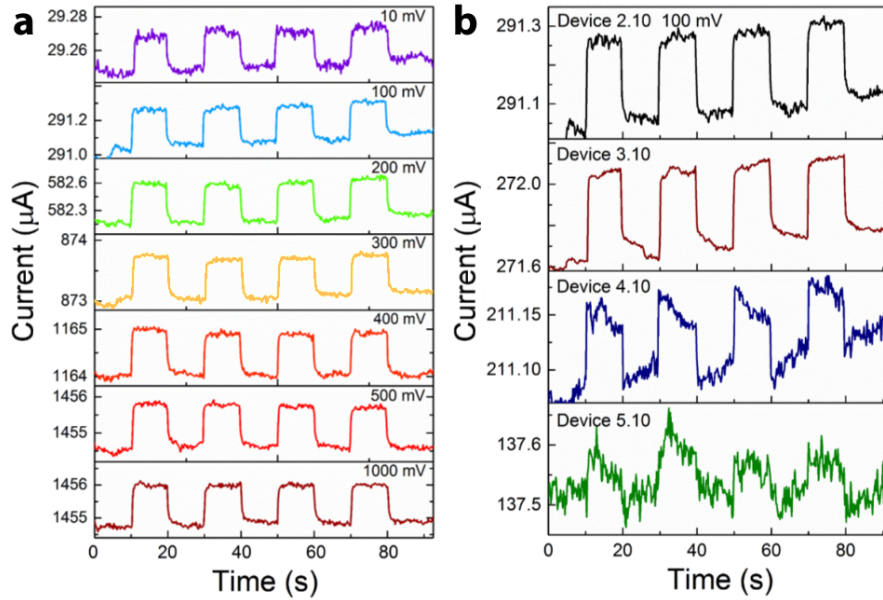 a
10 mV
29.28
29.26
100 mV
291.2
291.0
200 mV
582.6
582.3
300 mV
874
873
400 mV
1165
1164
500 mV
1456
1455
1000 mV
1456
1455
0 20 40 60 80
Time (s)
Current (μA)
b
Device 2.10 100 mV
291.3
291.1
Device 3.10
272.0
271.6
Device 4.10
211.15
211.10
Device 5.10
137.6
137.5
0 20 40 60 80
Time (s)
Current (μA)